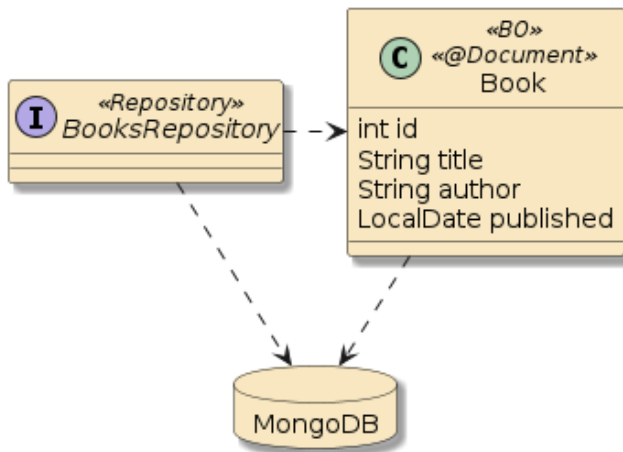 I
«Repository»
BooksRepository
C
«BO»
«@Document»
Book
int id
String title
String author
LocalDate published
MongoDB